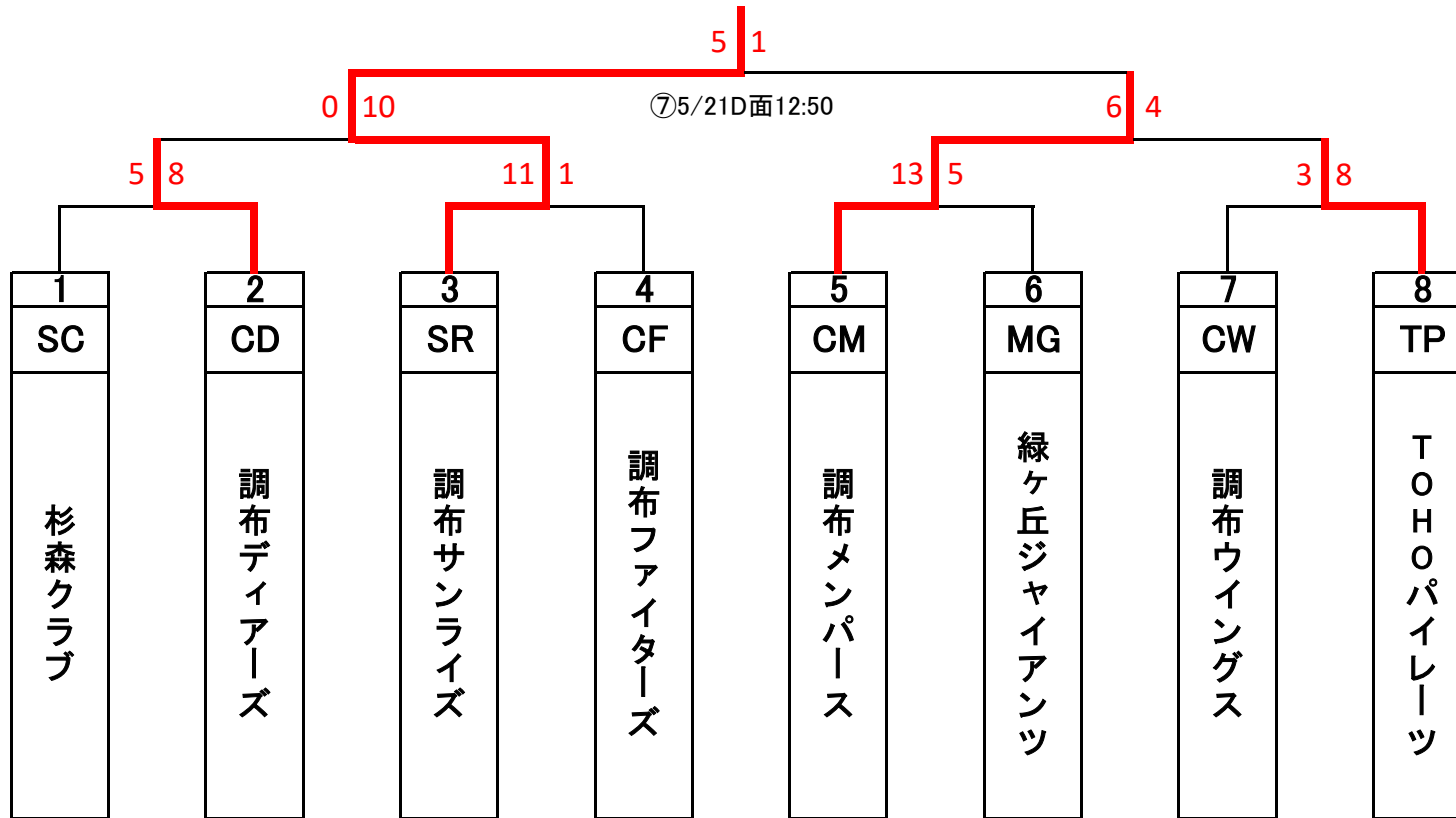 5 1
0 10
⑦5/21D面12:50
6 4
5 8
11 1
13 5
3 8
1 2 3 4 5 6 7 8
SC CD SR CF CM MG CW TP
杉森クラブ
調布ディアーズ
調布サンライズ
調布ファイターズ
調布メンパース
緑ヶ丘ジャイアンツ
調布ウイングス
TOHOパイレーツ